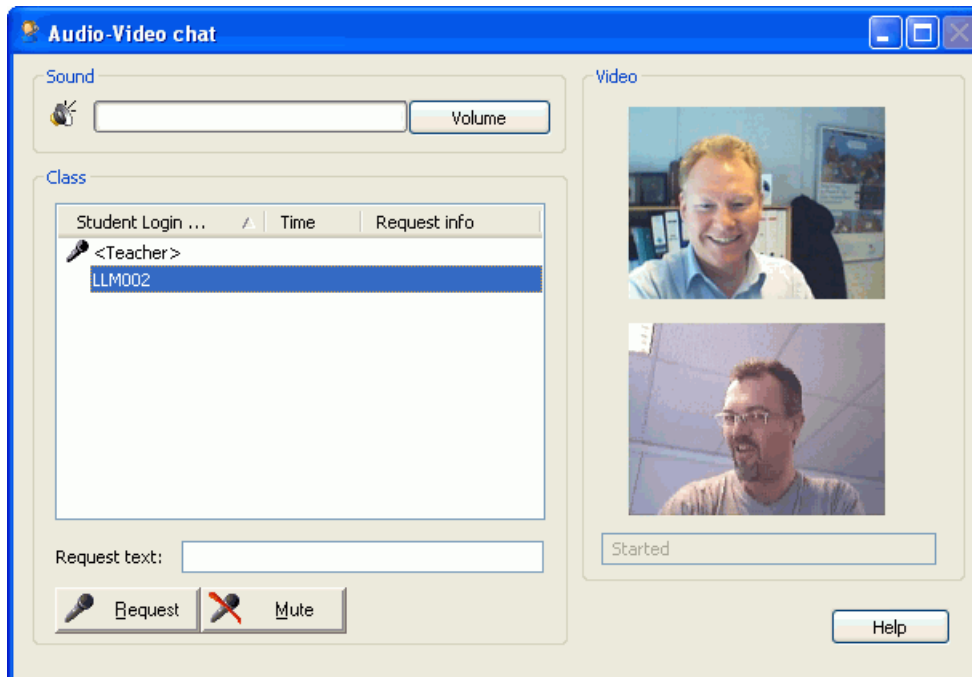 Audio-Video chat
Sound
Volume
Class
Student Login ... Time Request info
<Teacher>
LLM002
Request text:
Request Mute
Video
Started
Help